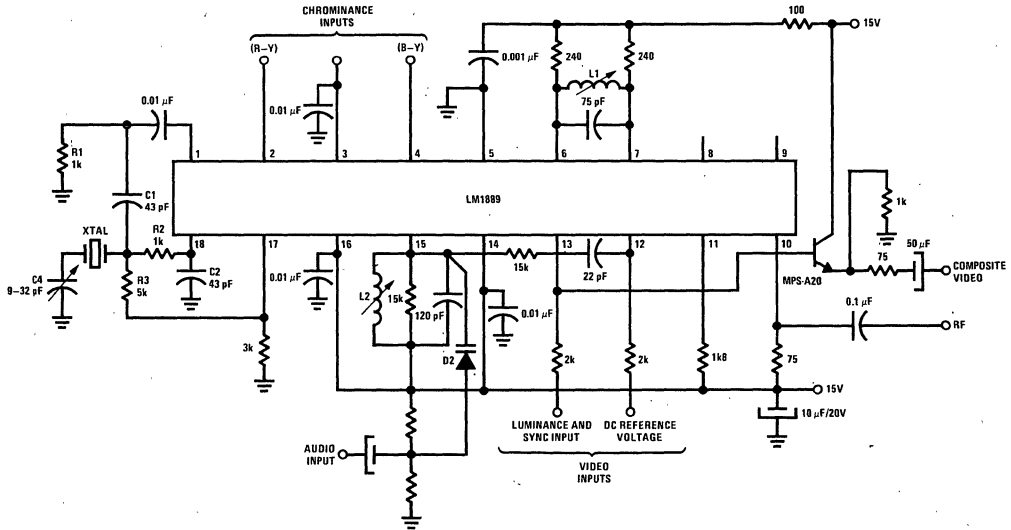 CHROMINANCE
INPUTS
(R–Y)
(B–Y)
100
15V
0.001 µF
240
240
L1
0.01 µF
75 pF
0.01 µF
R1
1k
1
2
3
4
5
6
7
8
9
LM1889
1k
C1
43 pF
XTAL
R2
1k
18
17
16
15
14
13
12
11
10
50 µF
15k
75
COMPOSITE
VIDEO
C4
9–32 pF
R3
5k
C2
43 pF
0.01 µF
L2
15k
120 pF
22 pF
MPS-A20
0.01 µF
0.1 µF
RF
3k
D2
2k
2k
1k8
75
15V
10 µF/20V
LUMINANCE AND
SYNC INPUT
DC REFERENCE
VOLTAGE
AUDIO
INPUT
VIDEO
INPUTS